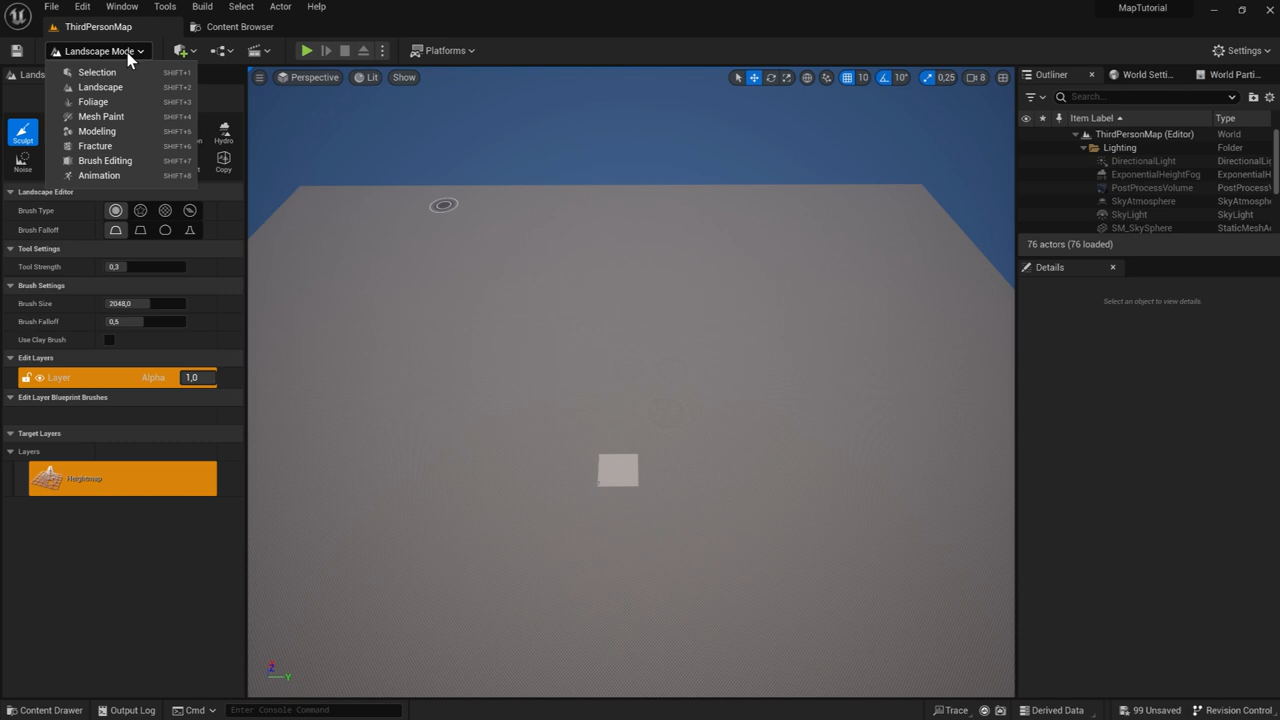 File Edit Window Tools Build Select Actor Help
MapTutorial
ThirdPersonMap
Content Browser
Landscape Mode
Platforms
Settings
Selection SHIFT+1
Landscape SHIFT+2
Foliage SHIFT+3
Mesh Paint SHIFT+4
Modeling SHIFT+5
Fracture SHIFT+6
Brush Editing SHIFT+7
Animation SHIFT+8
Lands
Sculpt
Hydro
Noise
Copy
Landscape Editor
Brush Type
Brush Falloff
Tool Settings
Tool Strength 0,3
Brush Settings
Brush Size 2048,0
Brush Falloff 0,5
Use Clay Brush
Edit Layers
Layer Alpha 1,0
Edit Layer Blueprint Brushes
Target Layers
Layers
Heightmap
Perspective Lit Show
10 10° 0,25 8
Z
Y
Outliner World Setti... World Parti...
Search...
Item Label Type
ThirdPersonMap (Editor) World
Lighting Folder
DirectionalLight DirectionalLi
ExponentialHeightFog ExponentialH
PostProcessVolume PostProcessV
SkyAtmosphere SkyAtmosphe
SkyLight SkyLight
SM_SkySphere StaticMeshAc
76 actors (76 loaded)
Details
Select an object to view details.
Content Drawer Output Log Cmd Enter Console Command
Trace Derived Data 99 Unsaved Revision Control